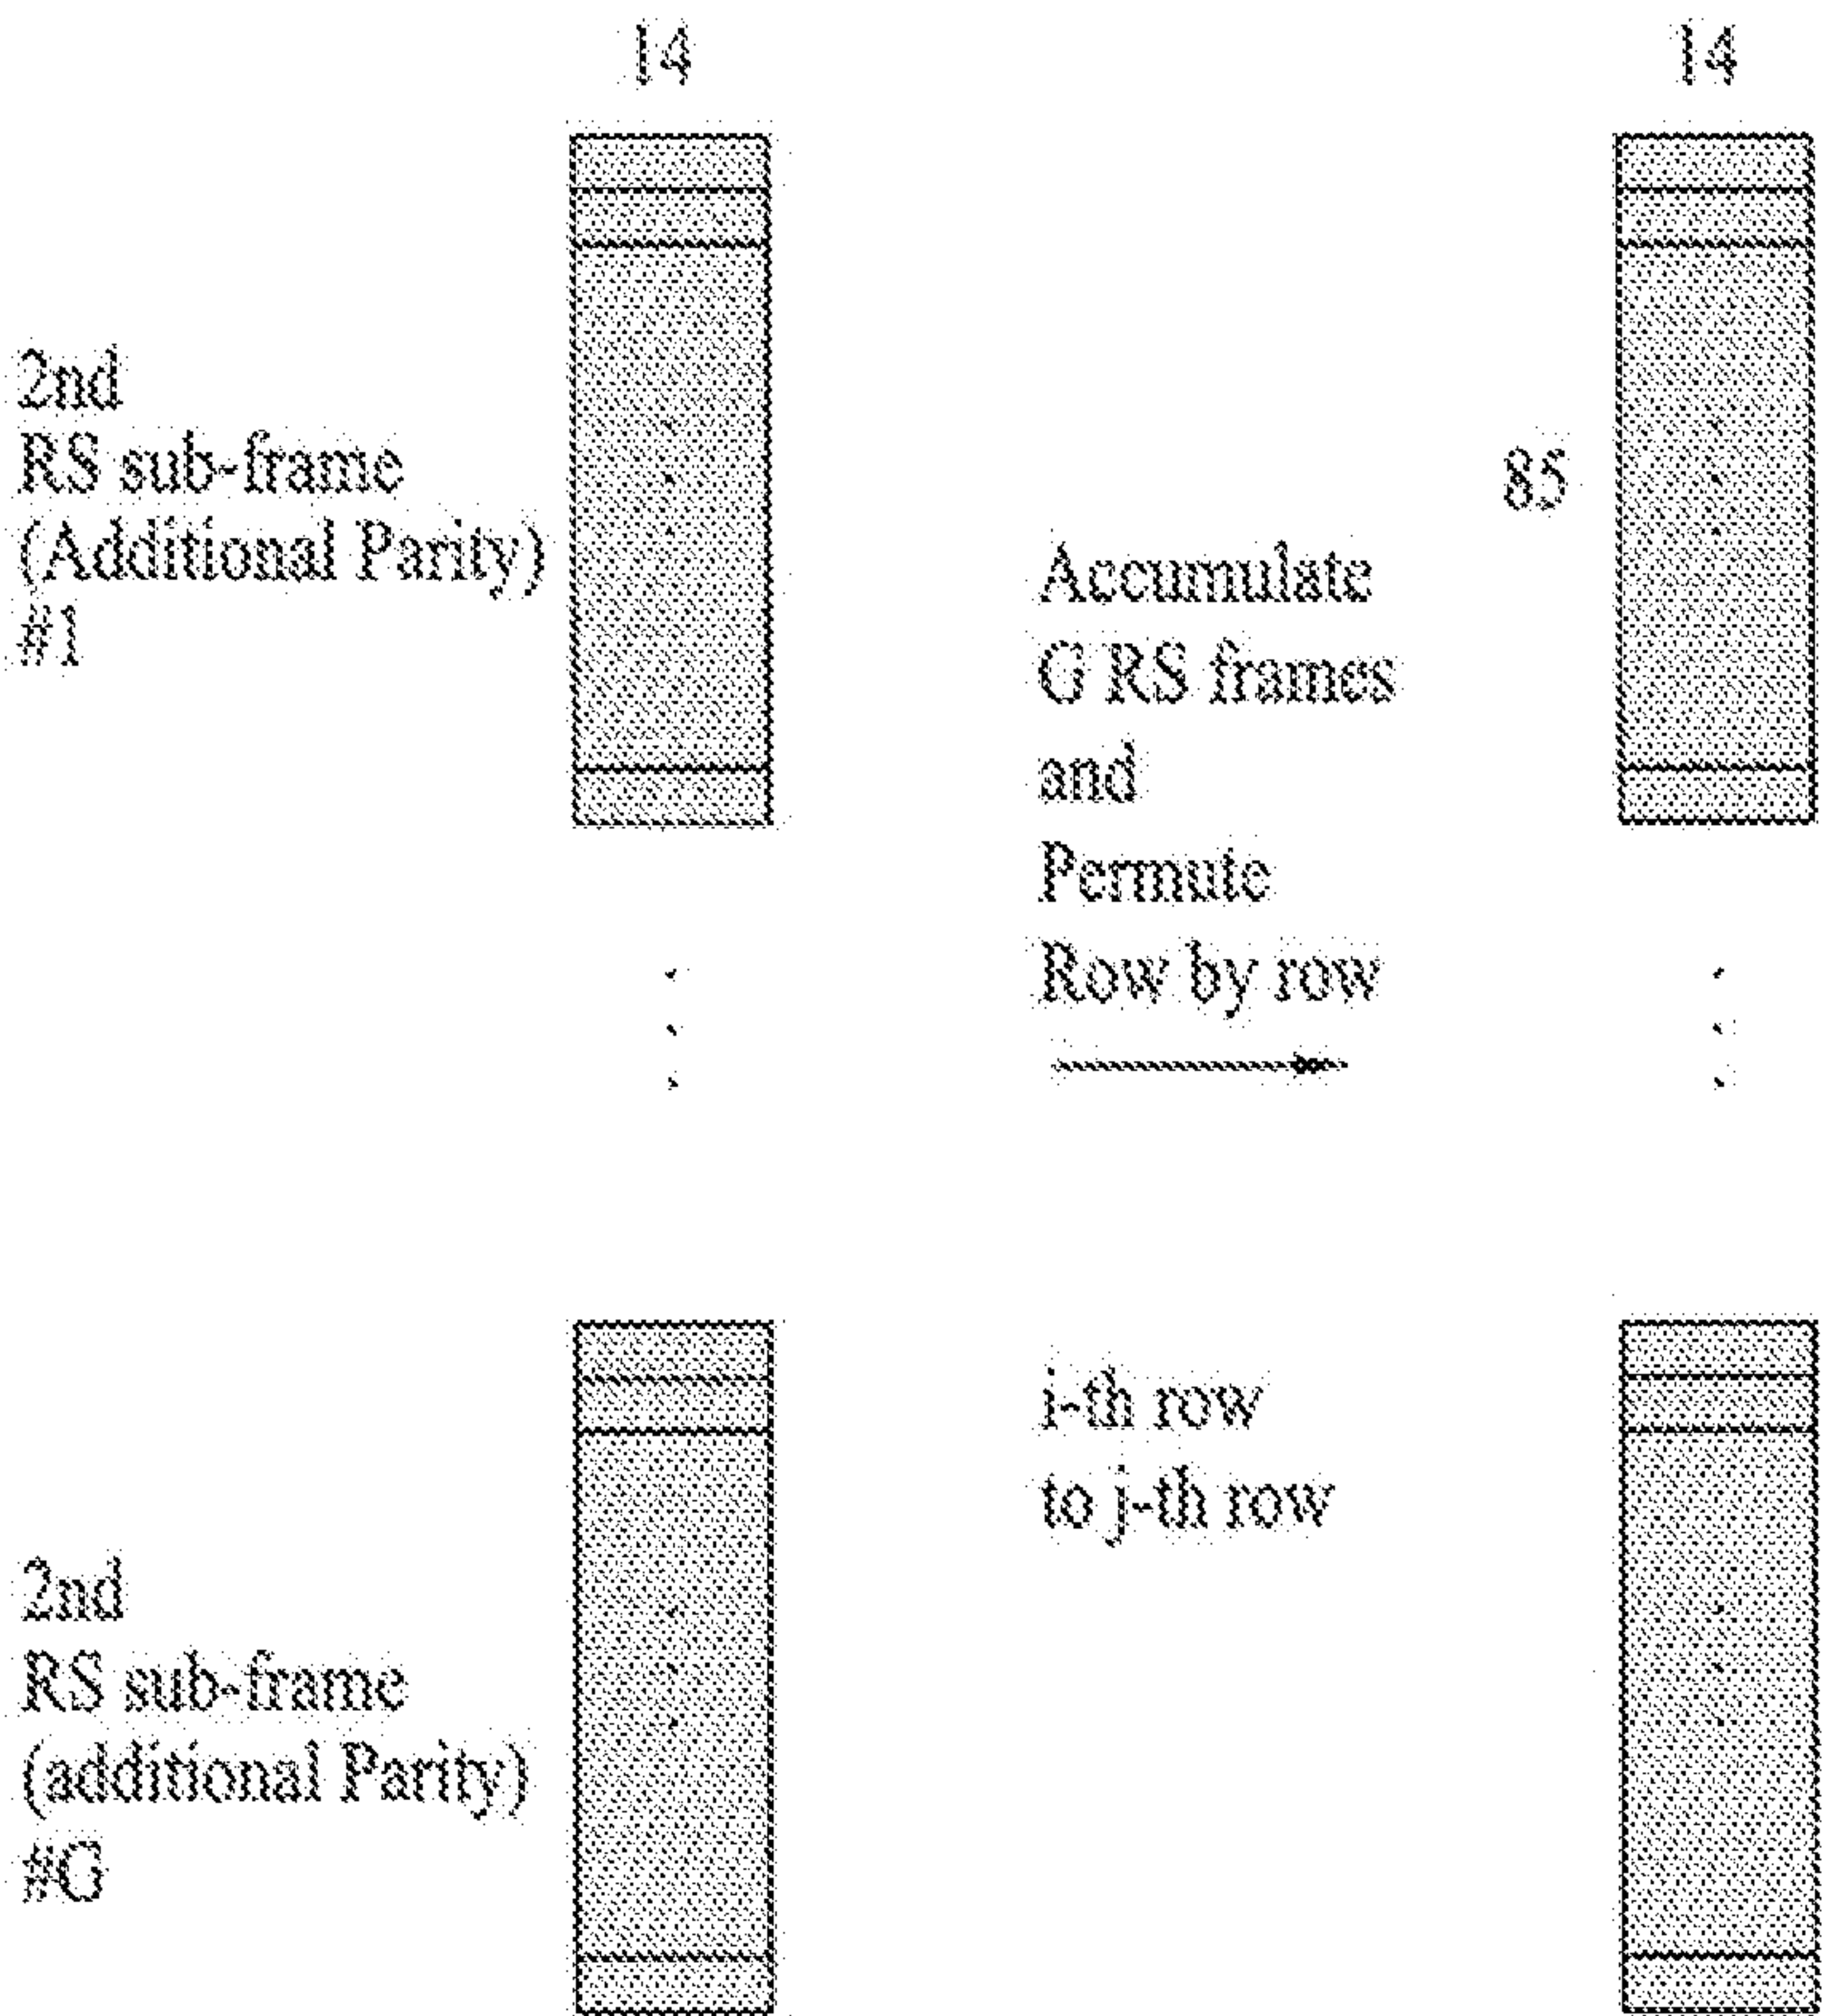 14
14
2nd
RS sub-frame
(Additional Parity)
#1
85
Accumulate
G RS frames
and
Permute
Row by row
i-th row
to j-th row
2nd
RS sub-frame
(additional Parity)
#G